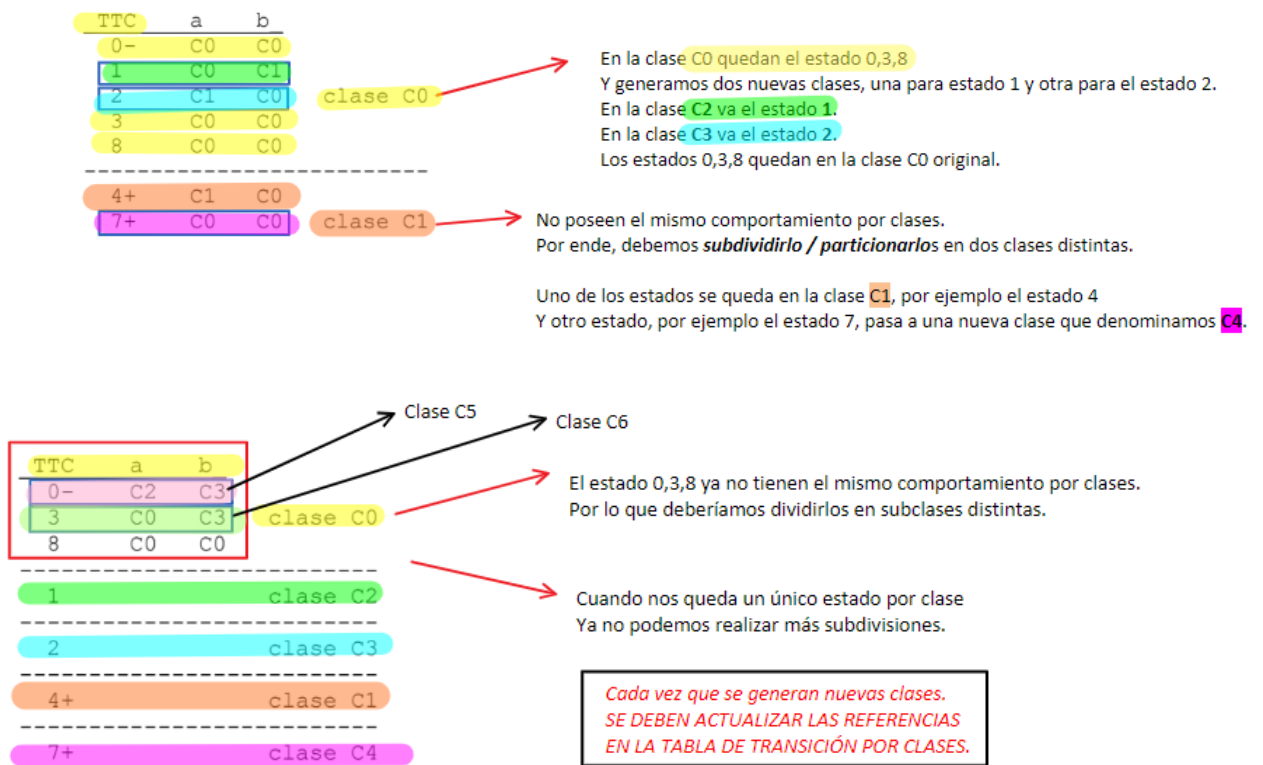 TTC a b
0- C0 C0
1 C0 C1
2 C1 C0 clase C0
3 C0 C0
8 C0 C0
---------------------------
4+ C1 C0
7+ C0 C0 clase C1
En la clase C0 quedan el estado 0,3,8
Y generamos dos nuevas clases, una para estado 1 y otra para el estado 2.
En la clase C2 va el estado 1.
En la clase C3 va el estado 2.
Los estados 0,3,8 quedan en la clase C0 original.
No poseen el mismo comportamiento por clases.
Por ende, debemos subdividirlo / particionarlos en dos clases distintas.
Uno de los estados se queda en la clase C1, por ejemplo el estado 4
Y otro estado, por ejemplo el estado 7, pasa a una nueva clase que denominamos C4.
Clase C5
Clase C6
TTC a b
0- C2 C3
3 C0 C3 clase C0
8 C0 C0
---------------------------
1 clase C2
---------------------------
2 clase C3
---------------------------
4+ clase C1
---------------------------
7+ clase C4
El estado 0,3,8 ya no tienen el mismo comportamiento por clases.
Por lo que deberíamos dividirlos en subclases distintas.
Cuando nos queda un único estado por clase
Ya no podemos realizar más subdivisiones.
Cada vez que se generan nuevas clases.
SE DEBEN ACTUALIZAR LAS REFERENCIAS
EN LA TABLA DE TRANSICIÓN POR CLASES.